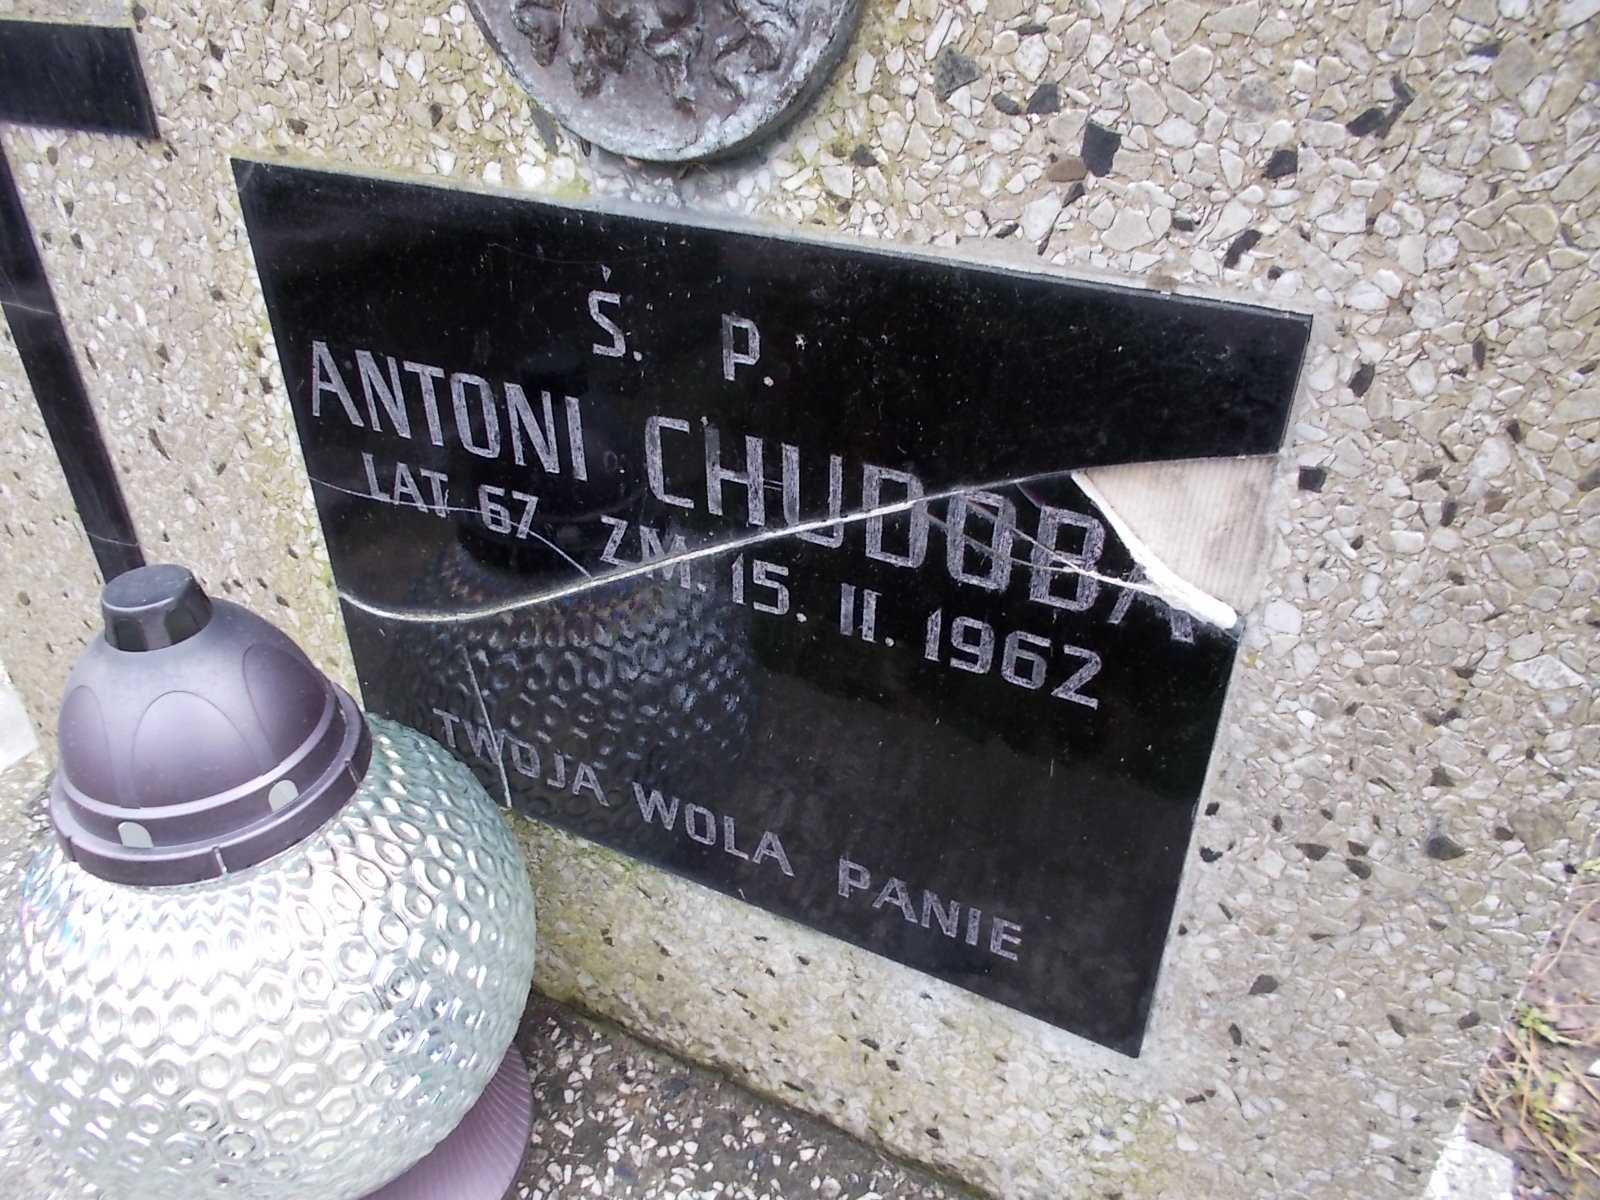 Ś. P.
ANTONI CHUDOBA
LAT 67 ZM. 15. II. 1962
TWOJA WOLA PANIE